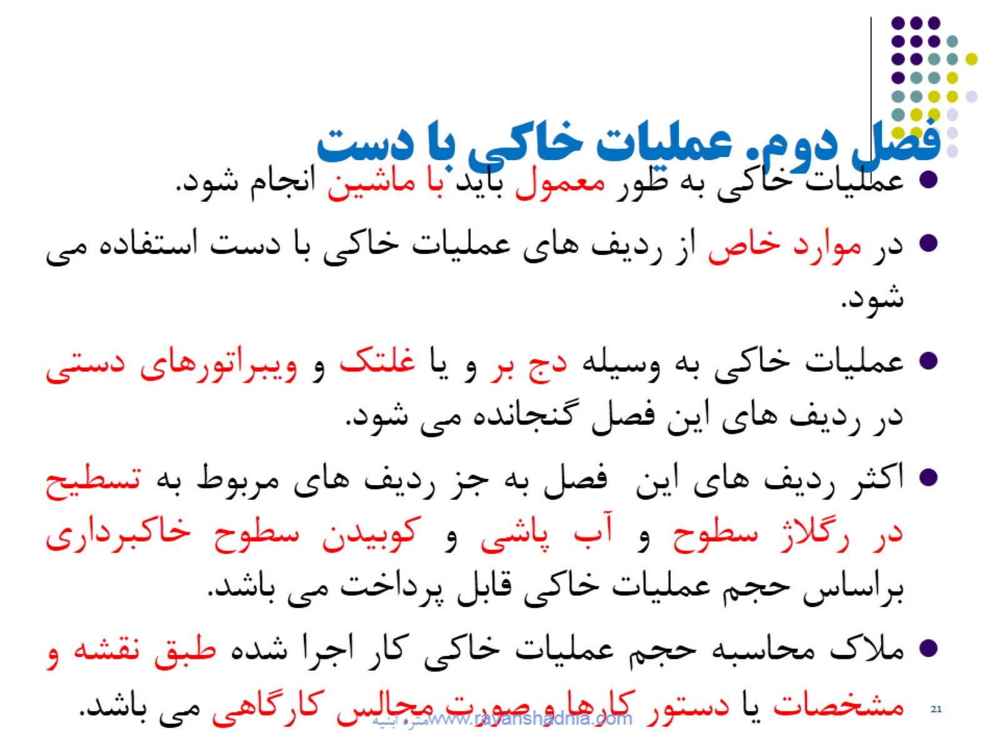 فصل دوم. عملیات خاکی با دست
● عملیات خاکی به طور معمول باید با ماشین انجام شود.
● در موارد خاص از ردیف های عملیات خاکی با دست استفاده می
شود.
● عملیات خاکی به وسیله دج بر و یا غلتک و ویبراتورهای دستی
در ردیف های این فصل گنجانده می شود.
● اکثر ردیف های این فصل به جز ردیف های مربوط به تسطیح
در رگلاژ سطوح و آب پاشی و کوبیدن سطوح خاکبرداری
براساس حجم عملیات خاکی قابل پرداخت می باشد.
● ملاک محاسبه حجم عملیات خاکی کار اجرا شده طبق نقشه و
مشخصات یا دستور کارها و صورت مجالس کارگاهی می باشد.
متره ابنیه www.rayanshadnia.com
21